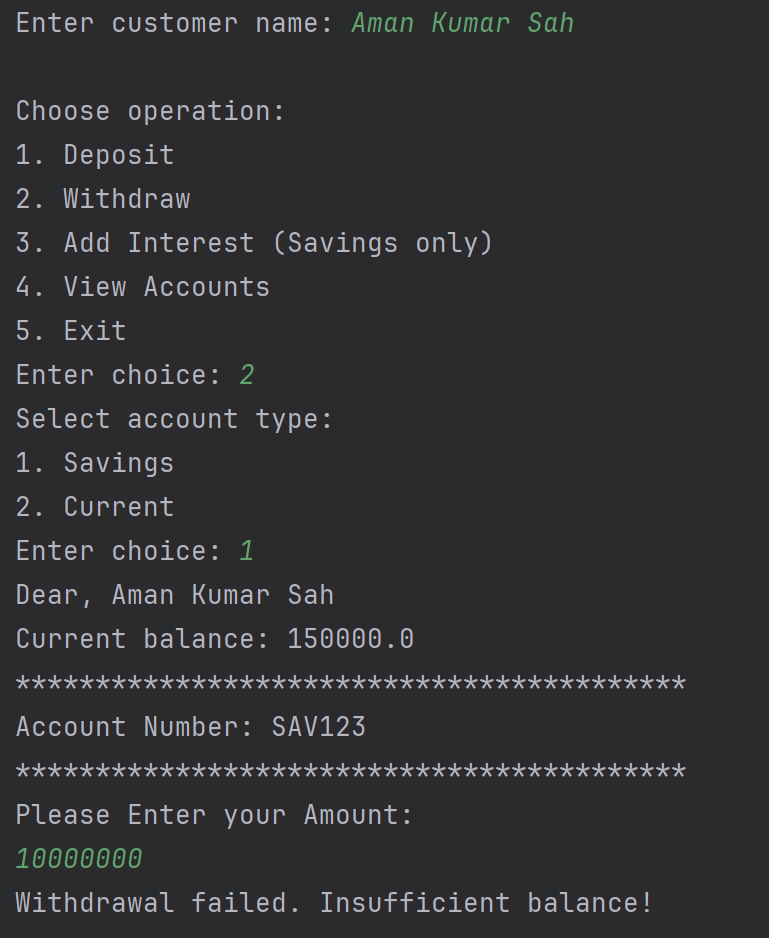 Enter customer name: Aman Kumar Sah
Choose operation:
1. Deposit
2. Withdraw
3. Add Interest (Savings only)
4. View Accounts
5. Exit
Enter choice: 2
Select account type:
1. Savings
2. Current
Enter choice: 1
Dear, Aman Kumar Sah
Current balance: 150000.0
******************************************
Account Number: SAV123
******************************************
Please Enter your Amount:
10000000
Withdrawal failed. Insufficient balance!